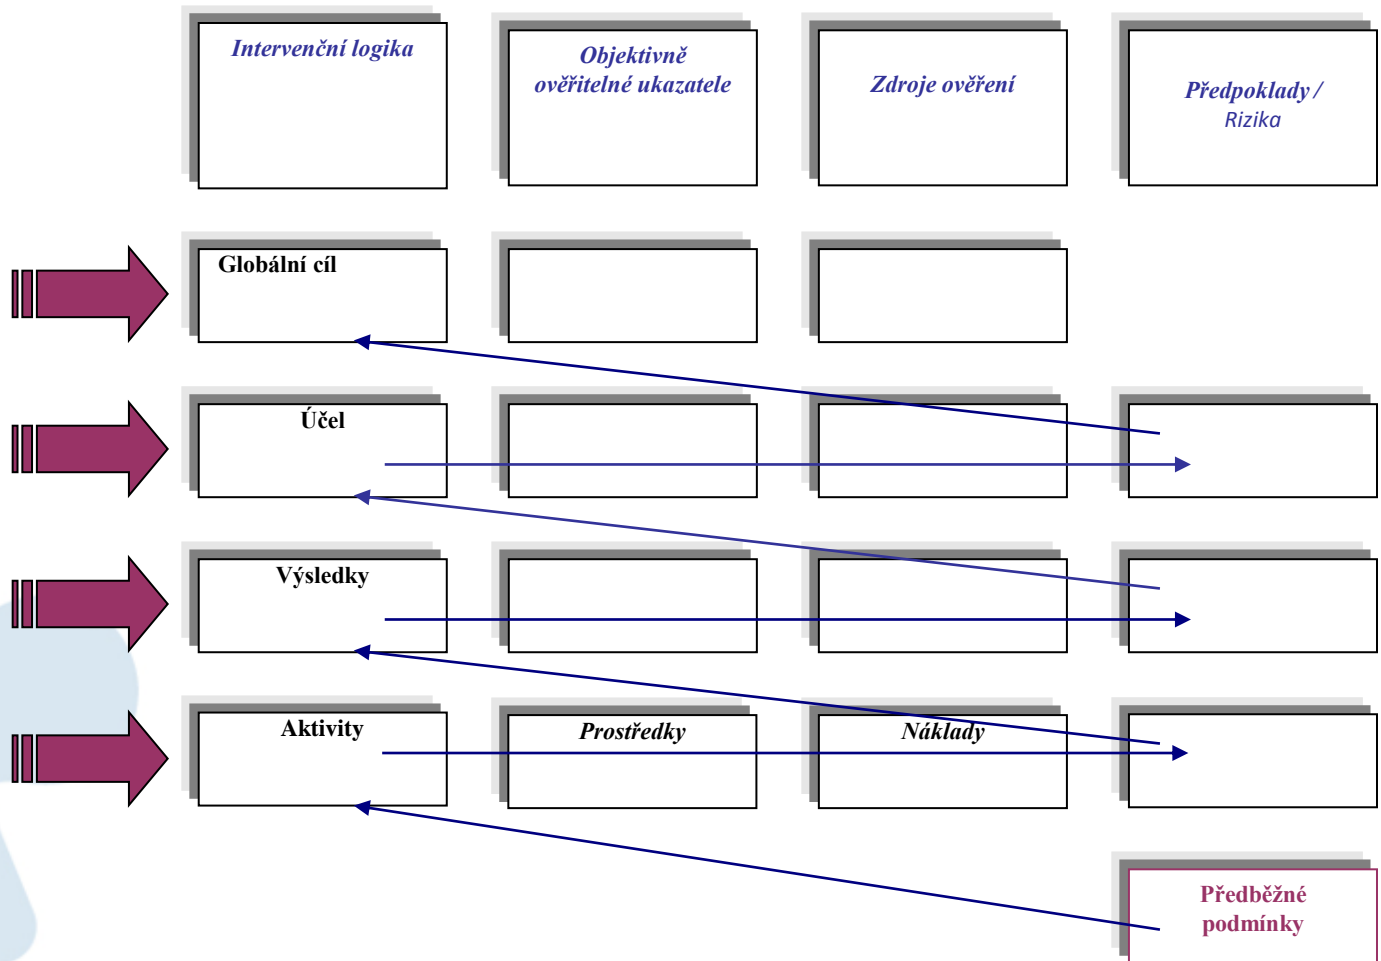 Intervenční logika
Objektivně
ověřitelné ukazatele
Zdroje ověření
Předpoklady /
Rizika
Globální cíl
Účel
Výsledky
Aktivity
Prostředky
Náklady
Předběžné
podmínky